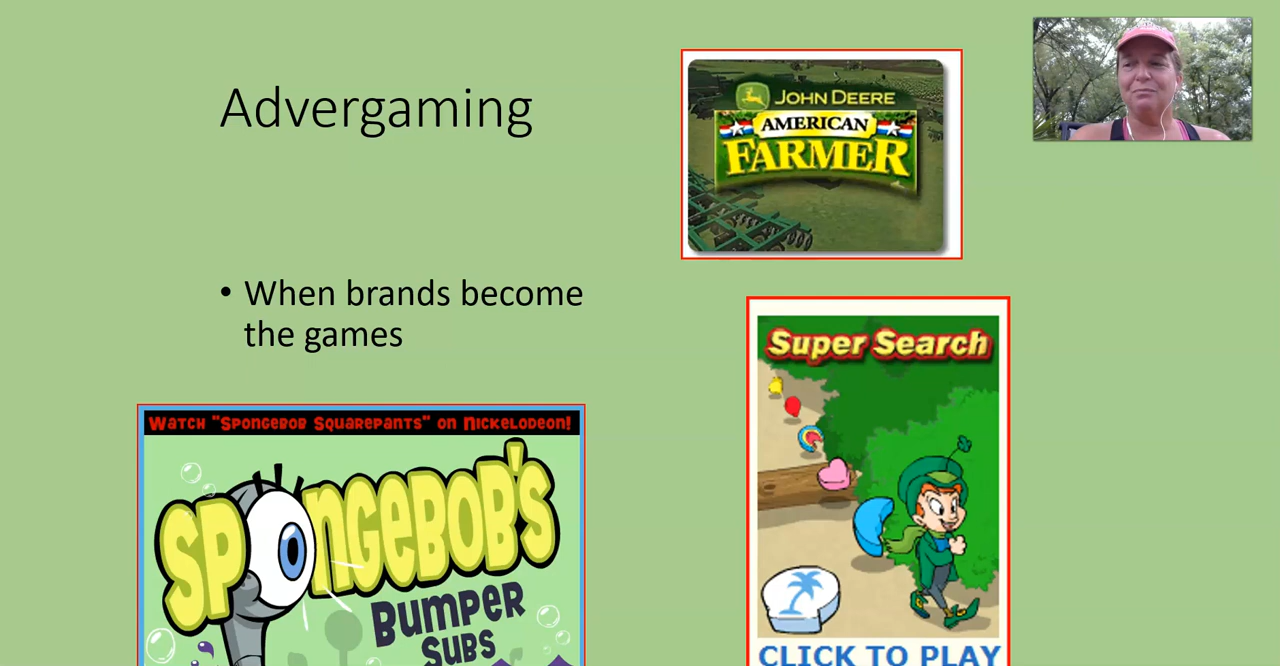 Advergaming
• When brands become
the games
JOHN DEERE
AMERICAN
FARMER
WATCH "SPONGEBOB SQUAREPANTS" ON NICKELODEON!
SPONGEBOB'S
BUMPER
SUBS
Super Search
CLICK TO PLAY